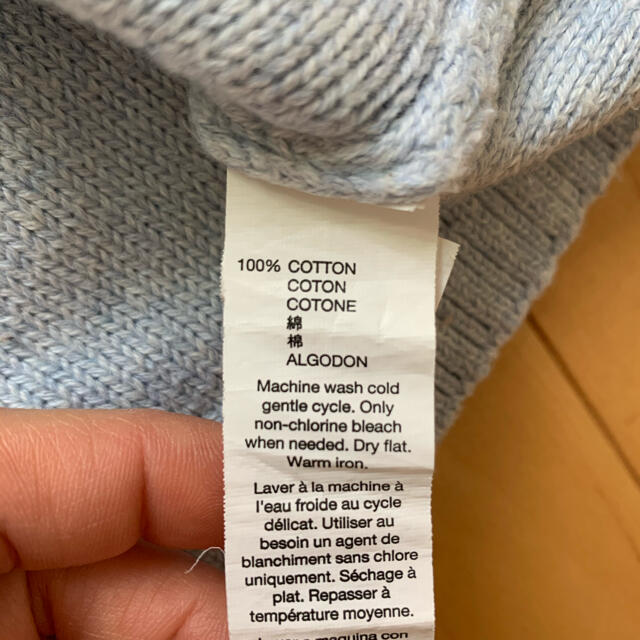 100% COTTON
COTON
COTONE
綿
棉
ALGODON
Machine wash cold
gentle cycle. Only
non-chlorine bleach
when needed. Dry flat.
Warm iron.
Laver à la machine à
l'eau froide au cycle
délicat. Utiliser au
besoin un agent de
blanchiment sans chlore
uniquement. Séchage à
plat. Repasser à
température moyenne.
maquina con